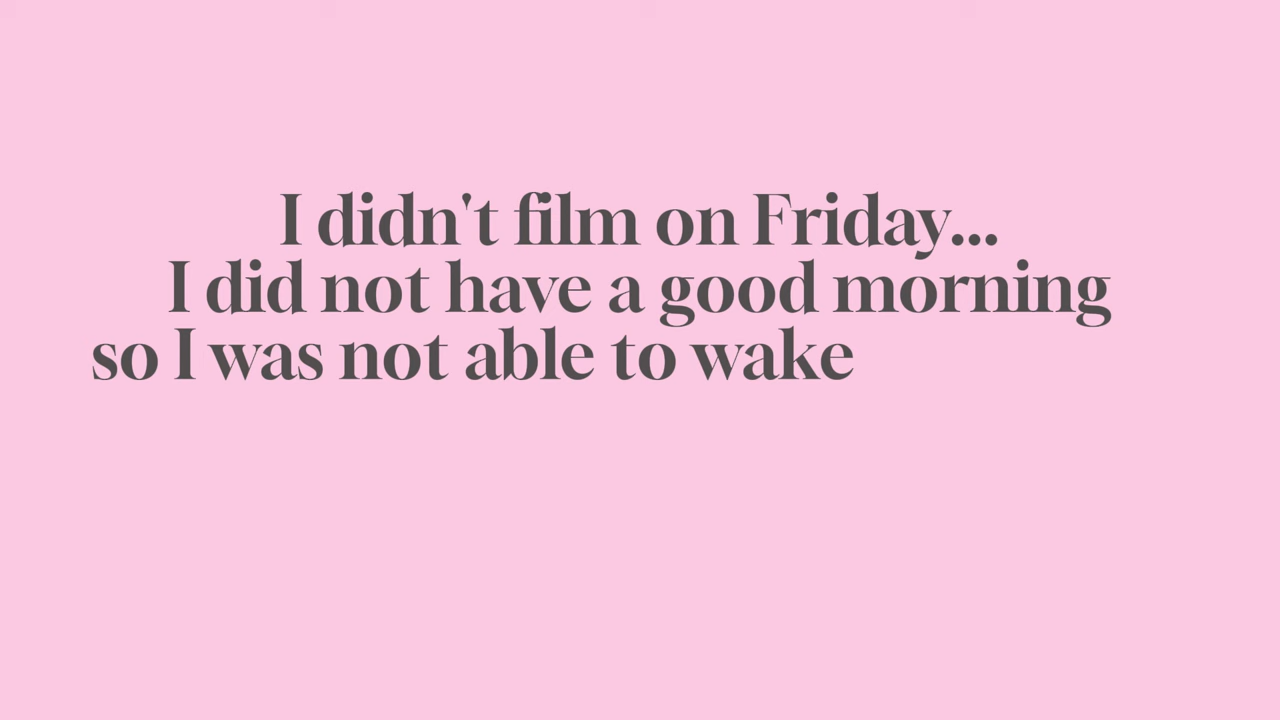 I didn't film on Friday...
I did not have a good morning
so I was not able to wake